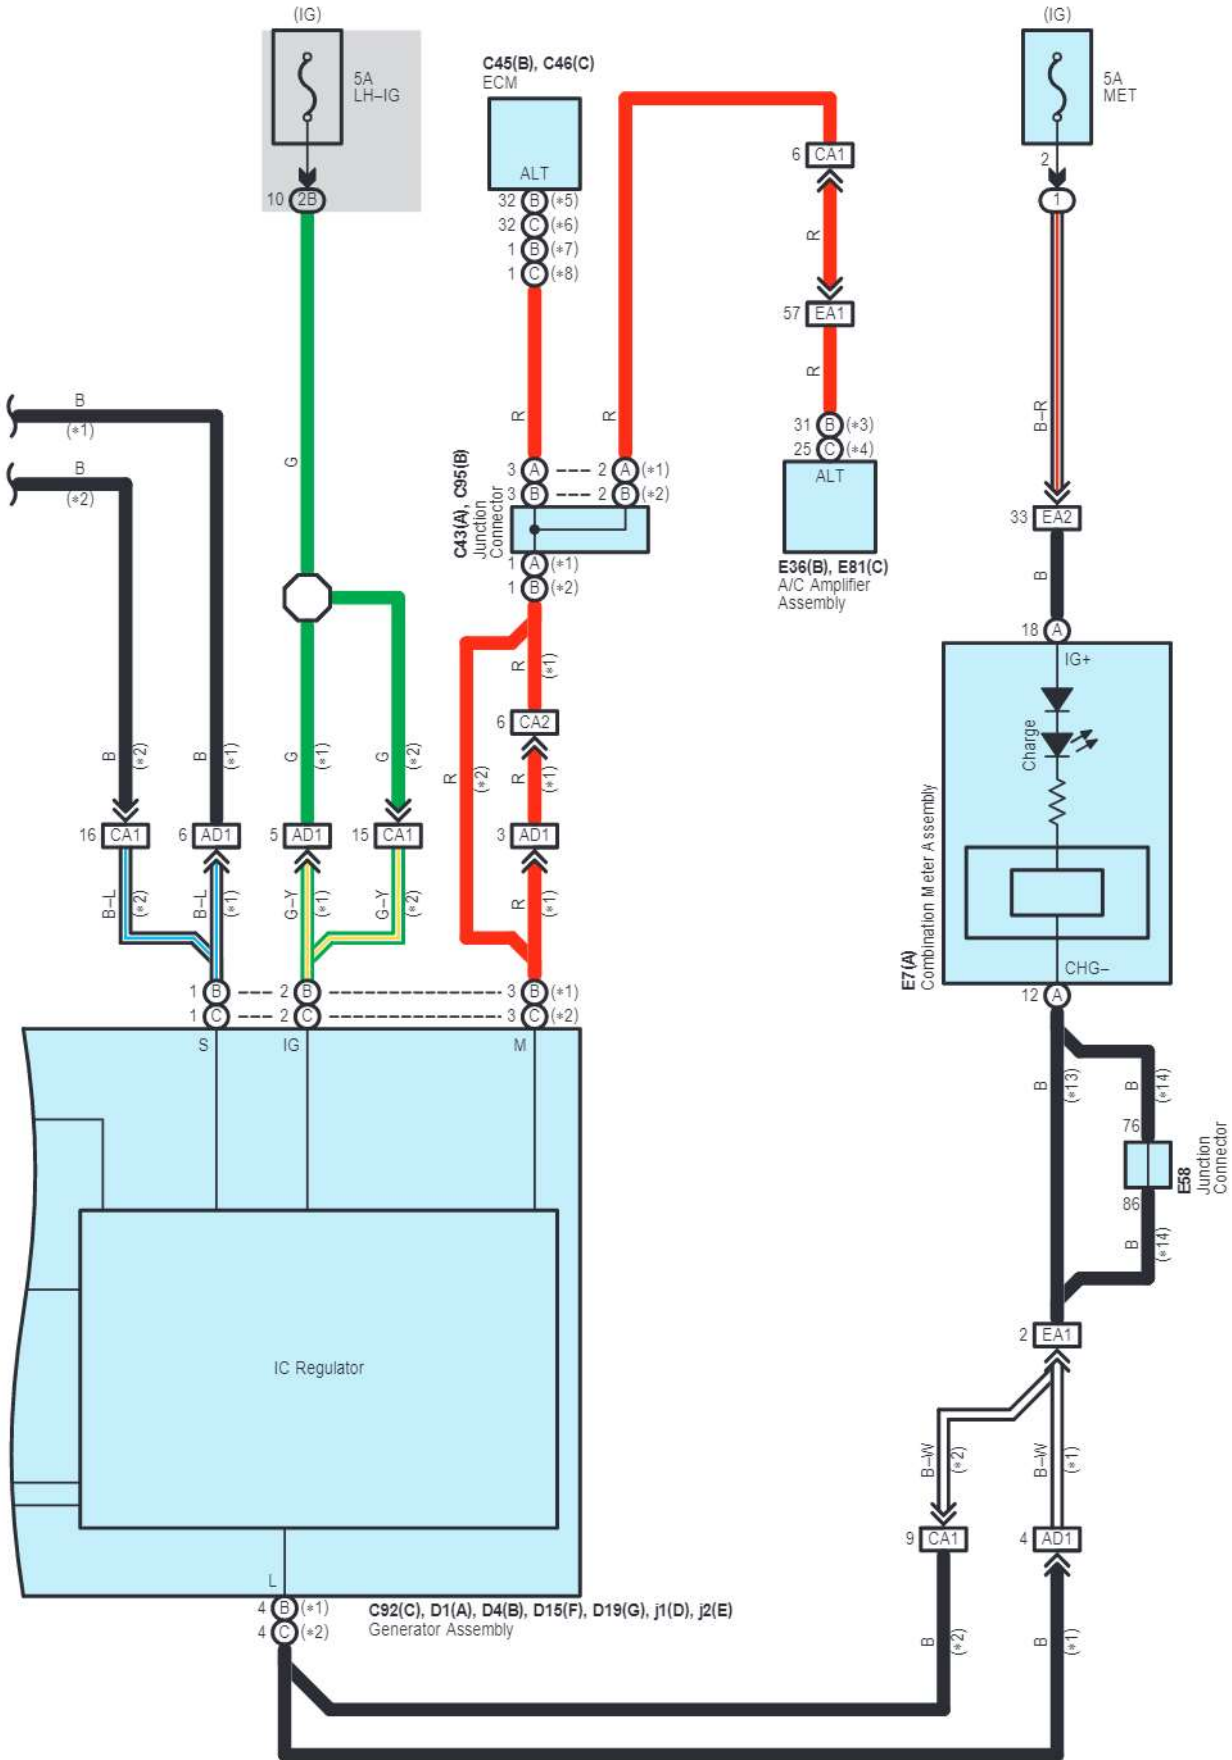 (IG)
5A
LH–IG
10 2B
C45(B), C46(C)
ECM
ALT
32 B (*5)
32 C (*6)
1 B (*7)
1 C (*8)
6 CA1
R
57 EA1
R
31 B (*3)
25 C (*4)
ALT
E36(B), E81(C)
A/C Amplifier
Assembly
(IG)
5A
MET
2
1
B–R
33 EA2
B
18 A
IG+
Charge
CHG–
E7(A)
Combination Meter Assembly
12 A
B
(*1)
B
(*2)
G
R
R
3 A 2 A (*1)
3 B 2 B (*2)
C43(A), C95(B)
Junction
Connector
1 A (*1)
1 B (*2)
R (*1)
6 CA2
R (*2)
R (*1)
B (*2)
B (*1)
G (*1)
G (*2)
16 CA1
6 AD1
5 AD1
15 CA1
3 AD1
B–L (*2)
B–L (*1)
G–Y (*1)
G–Y (*2)
R (*1)
1 B 2 B 3 B (*1)
1 C 2 C 3 C (*2)
S
IG
M
IC Regulator
L
4 B (*1)
4 C (*2)
C92(C), D1(A), D4(B), D15(F), D19(G), j1(D), j2(E)
Generator Assembly
B (*13)
B (*14)
76
E58
Junction
Connector
86
B (*14)
2 EA1
B–W (*2)
B–W (*1)
9 CA1
4 AD1
B (*2)
B (*1)